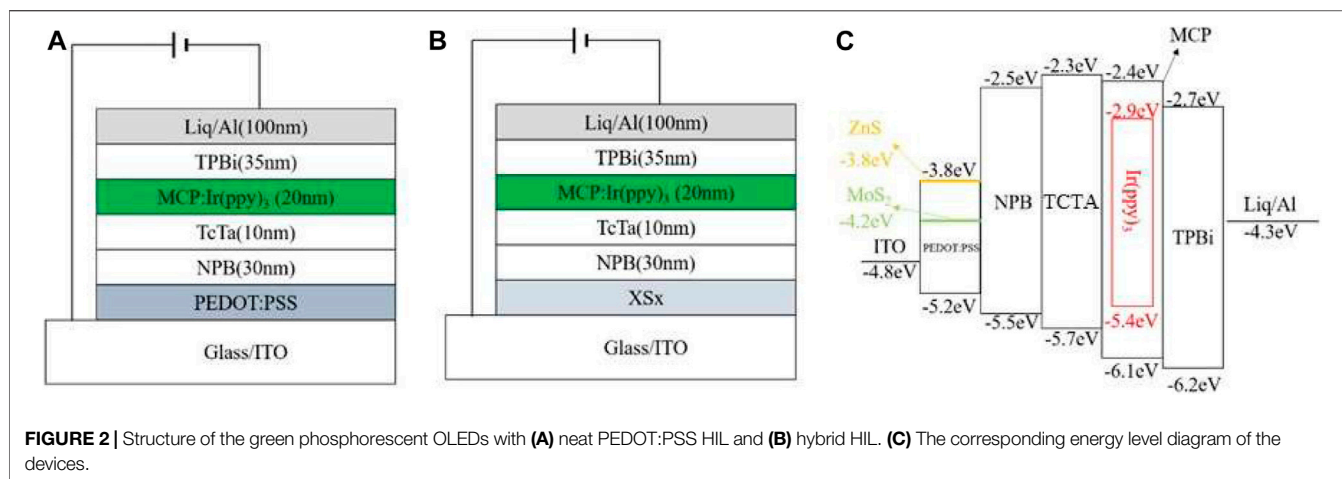 A
Liq/Al(100nm)
TPBi(35nm)
MCP:Ir(ppy)₃ (20nm)
TcTa(10nm)
NPB(30nm)
PEDOT:PSS
Glass/ITO
B
Liq/Al(100nm)
TPBi(35nm)
MCP:Ir(ppy)₃ (20nm)
TcTa(10nm)
NPB(30nm)
XSx
Glass/ITO
C
MCP
-2.3eV
-2.5eV
-2.4eV
-2.7eV
-2.9eV
ZnS
-3.8eV
-3.8eV
MoS₂
-4.2eV
NPB
TCTA
Ir(ppy)₃
TPBi
Liq/Al
-4.3eV
ITO
PEDOT:PSS
-4.8eV
-5.2eV
-5.5eV
-5.7eV
-5.4eV
-6.1eV
-6.2eV
FIGURE 2 | Structure of the green phosphorescent OLEDs with (A) neat PEDOT:PSS HIL and (B) hybrid HIL. (C) The corresponding energy level diagram of the
devices.